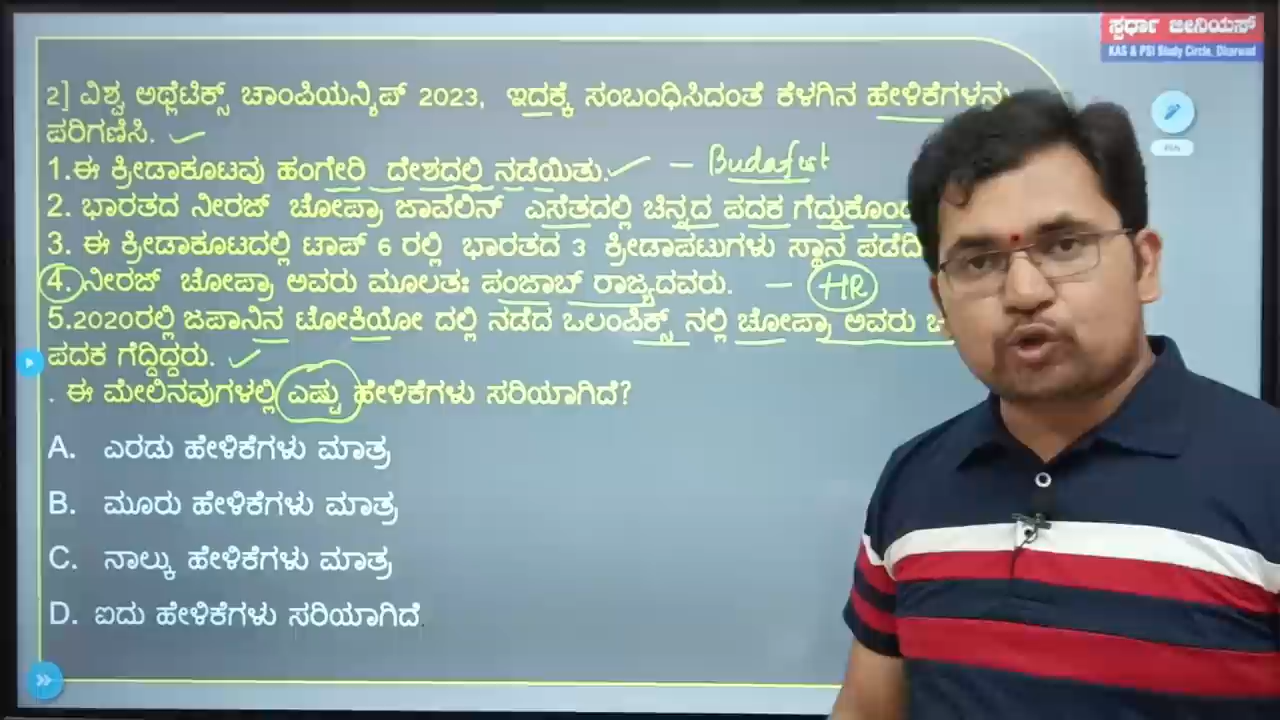 ಸ್ಪರ್ಧಾ ಜೀನಿಯಸ್
KAS & PSI Study Circle, Dharwad
2] ವಿಶ್ವ ಅಥ್ಲೆಟಿಕ್ಸ್ ಚಾಂಪಿಯನ್ಶಿಪ್ 2023, ಇದಕ್ಕೆ ಸಂಬಂಧಿಸಿದಂತೆ ಕೆಳಗಿನ ಹೇಳಿಕೆಗಳನ್ನು
ಪರಿಗಣಿಸಿ.
1.ಈ ಕ್ರೀಡಾಕೂಟವು ಹಂಗೇರಿ ದೇಶದಲ್ಲಿ ನಡೆಯಿತು. – Budafest
2. ಭಾರತದ ನೀರಜ್ ಚೋಪ್ರಾ ಜಾವೆಲಿನ್ ಎಸೆತದಲ್ಲಿ ಚಿನ್ನದ ಪದಕ
3. ಈ ಕ್ರೀಡಾಕೂಟದಲ್ಲಿ ಟಾಪ್ 6 ರಲ್ಲಿ ಭಾರತದ 3 ಕ್ರೀಡಾಪಟುಗಳು ಸ್ಥಾನ
4. ನೀರಜ್ ಚೋಪ್ರಾ ಅವರು ಮೂಲತಃ ಪಂಜಾಬ್ ರಾಜ್ಯದವರು. – HR
5.2020ರಲ್ಲಿ ಜಪಾನಿನ ಟೋಕಿಯೋ ದಲ್ಲಿ ನಡೆದ ಒಲಂಪಿಕ್ಸ್ ನಲ್ಲಿ ಚೋಪ್ರಾ ಅವರು
ಪದಕ ಗೆದ್ದಿದ್ದರು.
. ಈ ಮೇಲಿನವುಗಳಲ್ಲಿ ಎಷ್ಟು ಹೇಳಿಕೆಗಳು ಸರಿಯಾಗಿದೆ?
A. ಎರಡು ಹೇಳಿಕೆಗಳು ಮಾತ್ರ
B. ಮೂರು ಹೇಳಿಕೆಗಳು ಮಾತ್ರ
C. ನಾಲ್ಕು ಹೇಳಿಕೆಗಳು ಮಾತ್ರ
D. ಐದು ಹೇಳಿಕೆಗಳು ಸರಿಯಾಗಿದೆ.